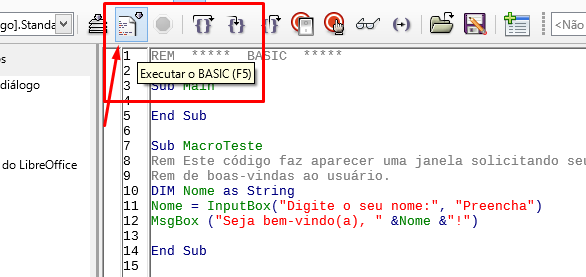 go].Standa
<Não
s
diálogo
do LibreOffice
Executar o BASIC (F5)
1 REM ***** BASIC *****
2
3 Sub Main
4
5 End Sub
6
7 Sub MacroTeste
8 Rem Este código faz aparecer uma janela solicitando seu
9 Rem de boas-vindas ao usuário.
10 DIM Nome as String
11 Nome = InputBox("Digite o seu nome:", "Preencha")
12 MsgBox ("Seja bem-vindo(a), " &Nome &"!")
13
14 End Sub
15